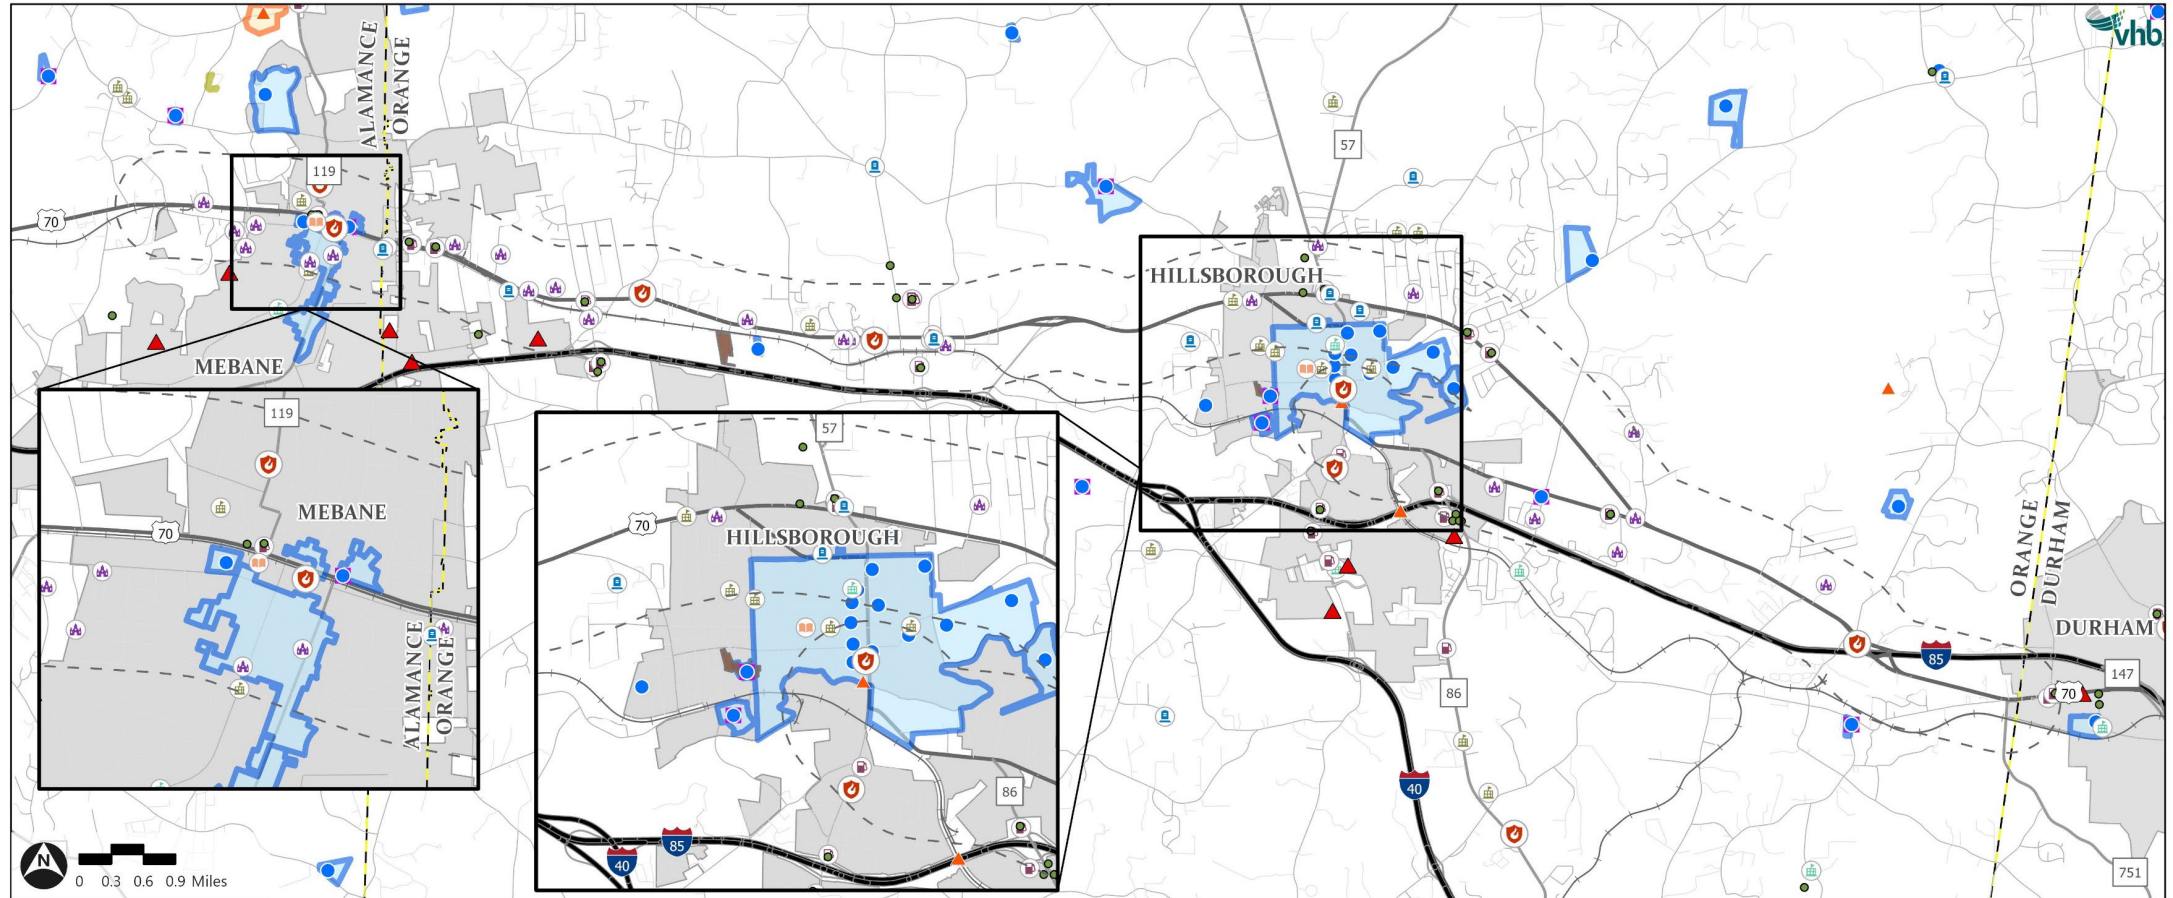 ALAMANCE
ORANGE
vhb
57
119
70
HILLSBOROUGH
MEBANE
119
57
MEBANE
70
70
HILLSBOROUGH
ORANGE
DURHAM
ALAMANCE
ORANGE
DURHAM
85
147
86
70
40
86
85
40
N
0 0.3 0.6 0.9 Miles
751